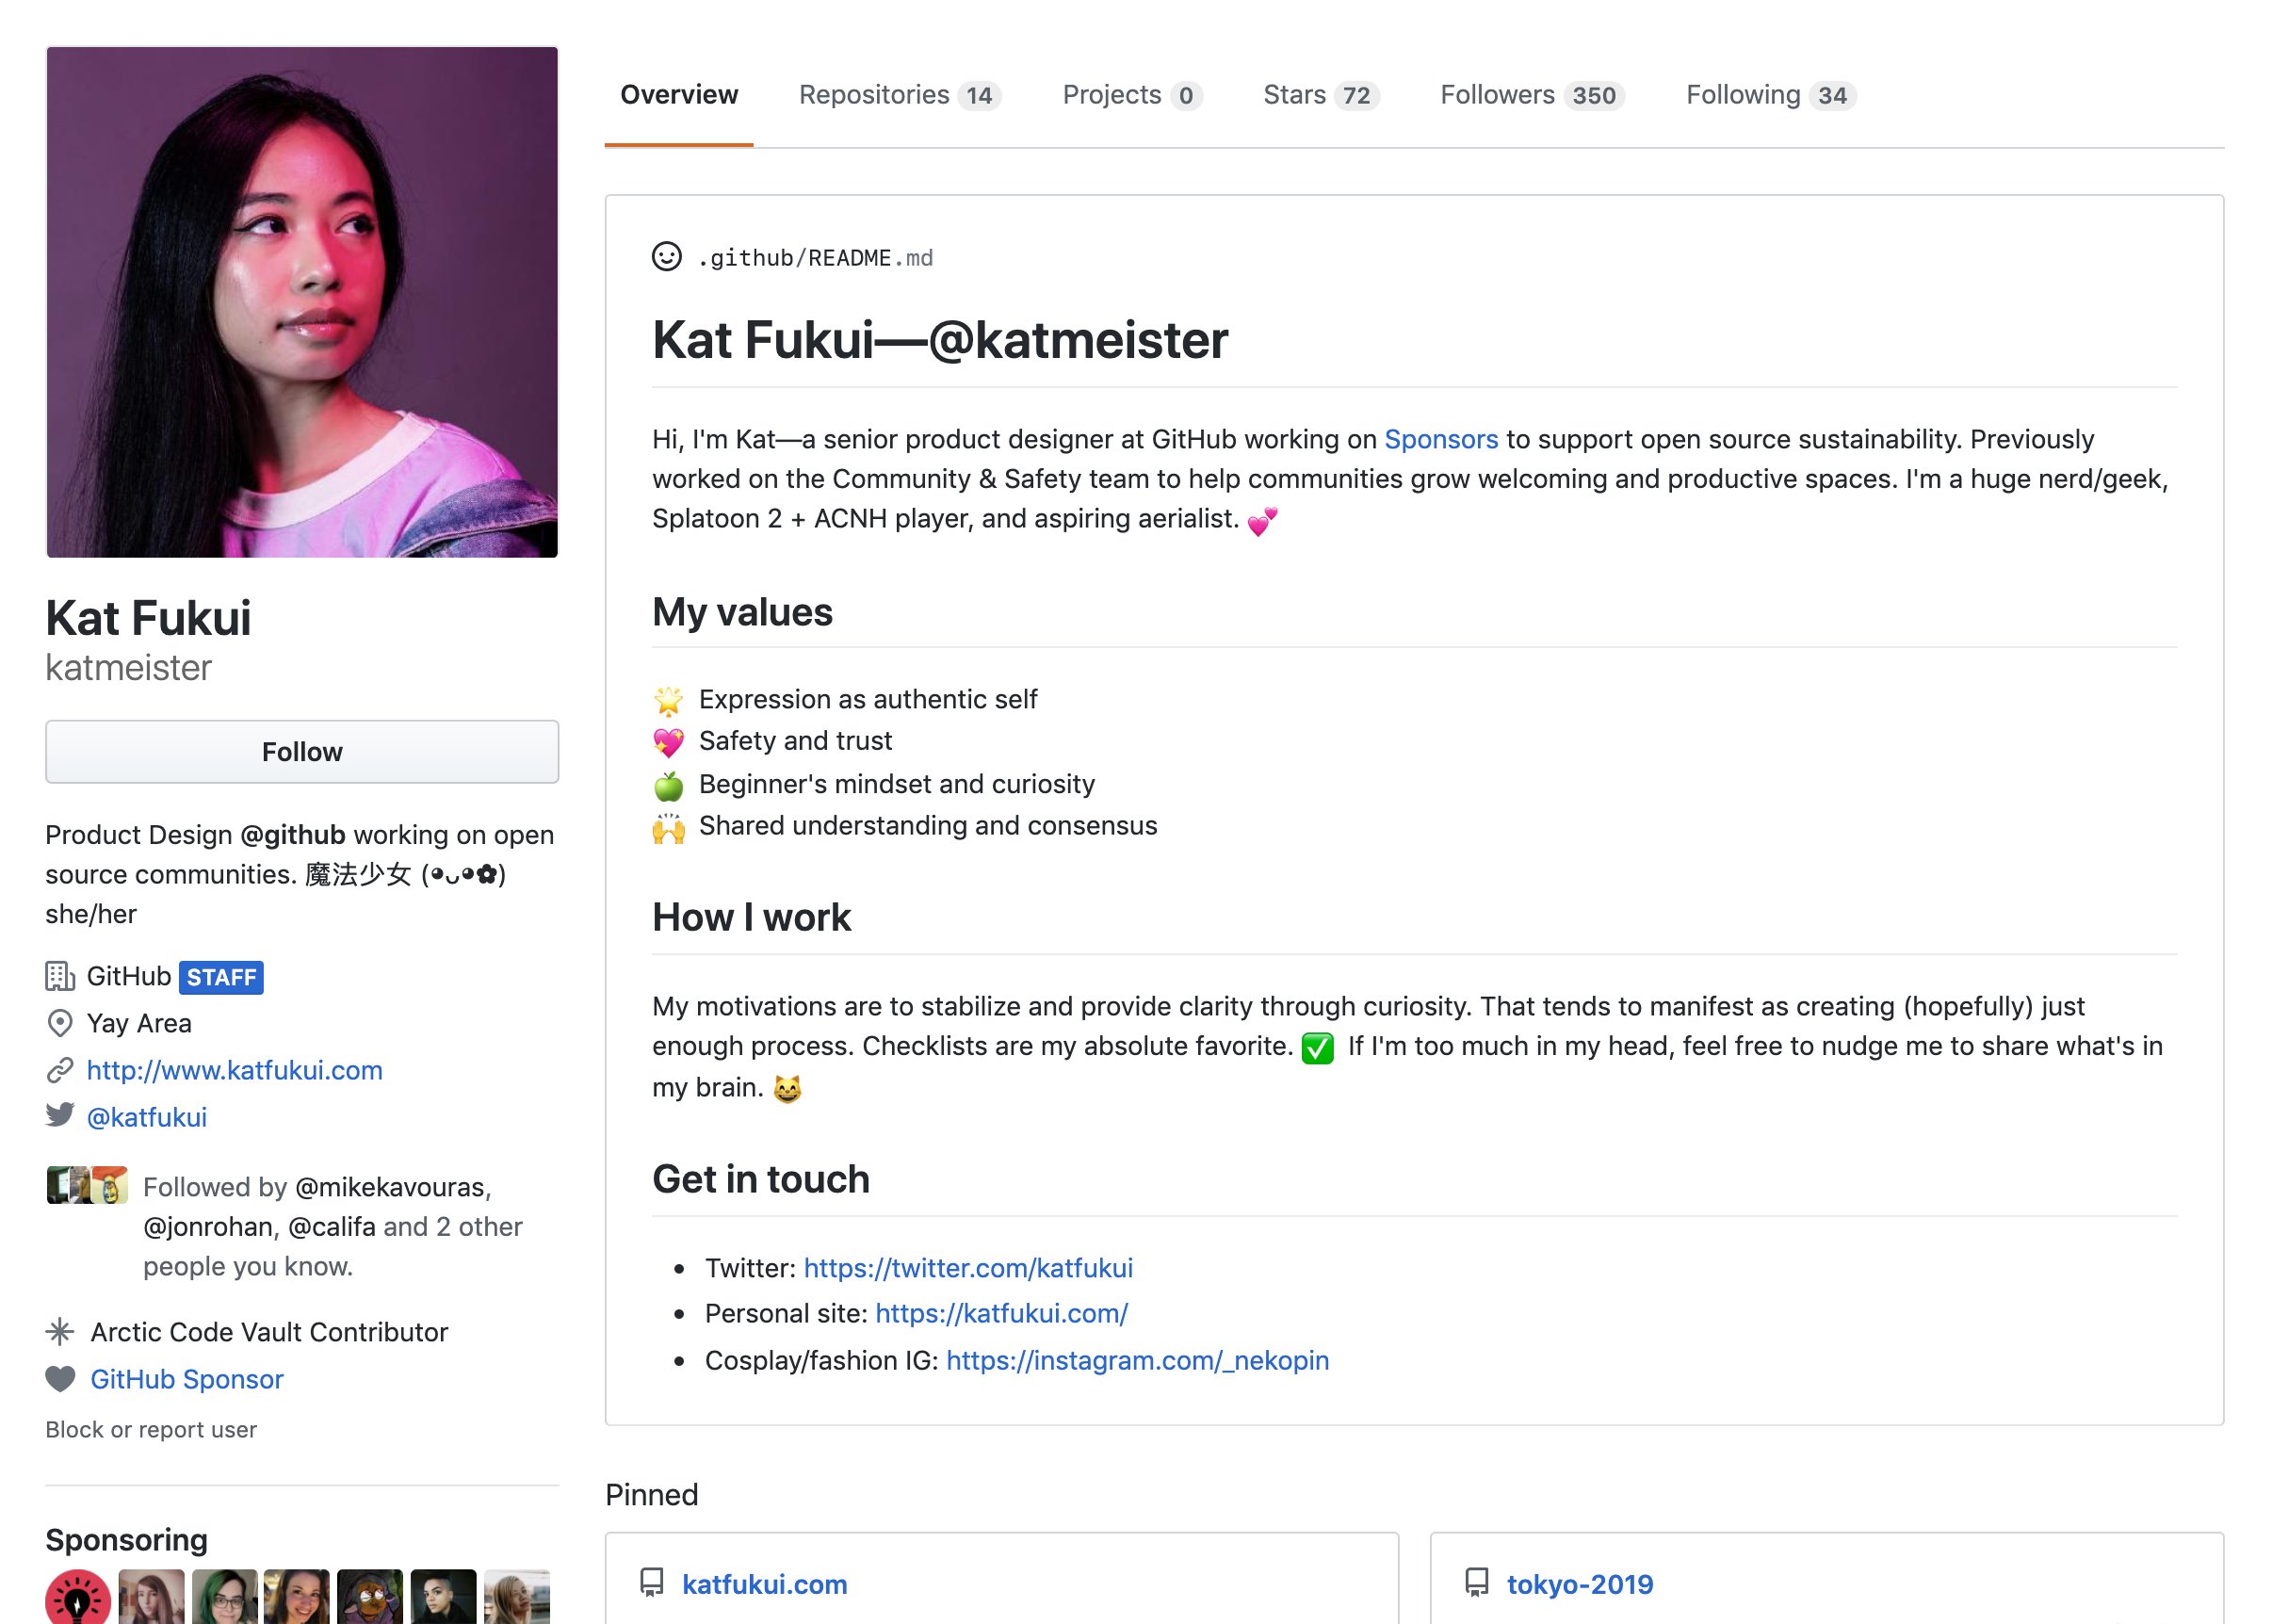 Overview Repositories 14 Projects 0 Stars 72 Followers 350 Following 34
Kat Fukui
katmeister
Follow
Product Design @github working on open
source communities. 魔法少女 (◕ᴗ◕✿)
she/her
GitHub STAFF
Yay Area
http://www.katfukui.com
@katfukui
Followed by @mikekavouras,
@jonrohan, @califa and 2 other
people you know.
Arctic Code Vault Contributor
GitHub Sponsor
Block or report user
Sponsoring
.github/README.md
Kat Fukui—@katmeister
Hi, I'm Kat—a senior product designer at GitHub working on Sponsors to support open source sustainability. Previously
worked on the Community & Safety team to help communities grow welcoming and productive spaces. I'm a huge nerd/geek,
Splatoon 2 + ACNH player, and aspiring aerialist. 💕
My values
🌟 Expression as authentic self
💖 Safety and trust
🍏 Beginner's mindset and curiosity
🙌 Shared understanding and consensus
How I work
My motivations are to stabilize and provide clarity through curiosity. That tends to manifest as creating (hopefully) just
enough process. Checklists are my absolute favorite. ✅ If I'm too much in my head, feel free to nudge me to share what's in
my brain. 😸
Get in touch
• Twitter: https://twitter.com/katfukui
• Personal site: https://katfukui.com/
• Cosplay/fashion IG: https://instagram.com/_nekopin
Pinned
katfukui.com
tokyo-2019